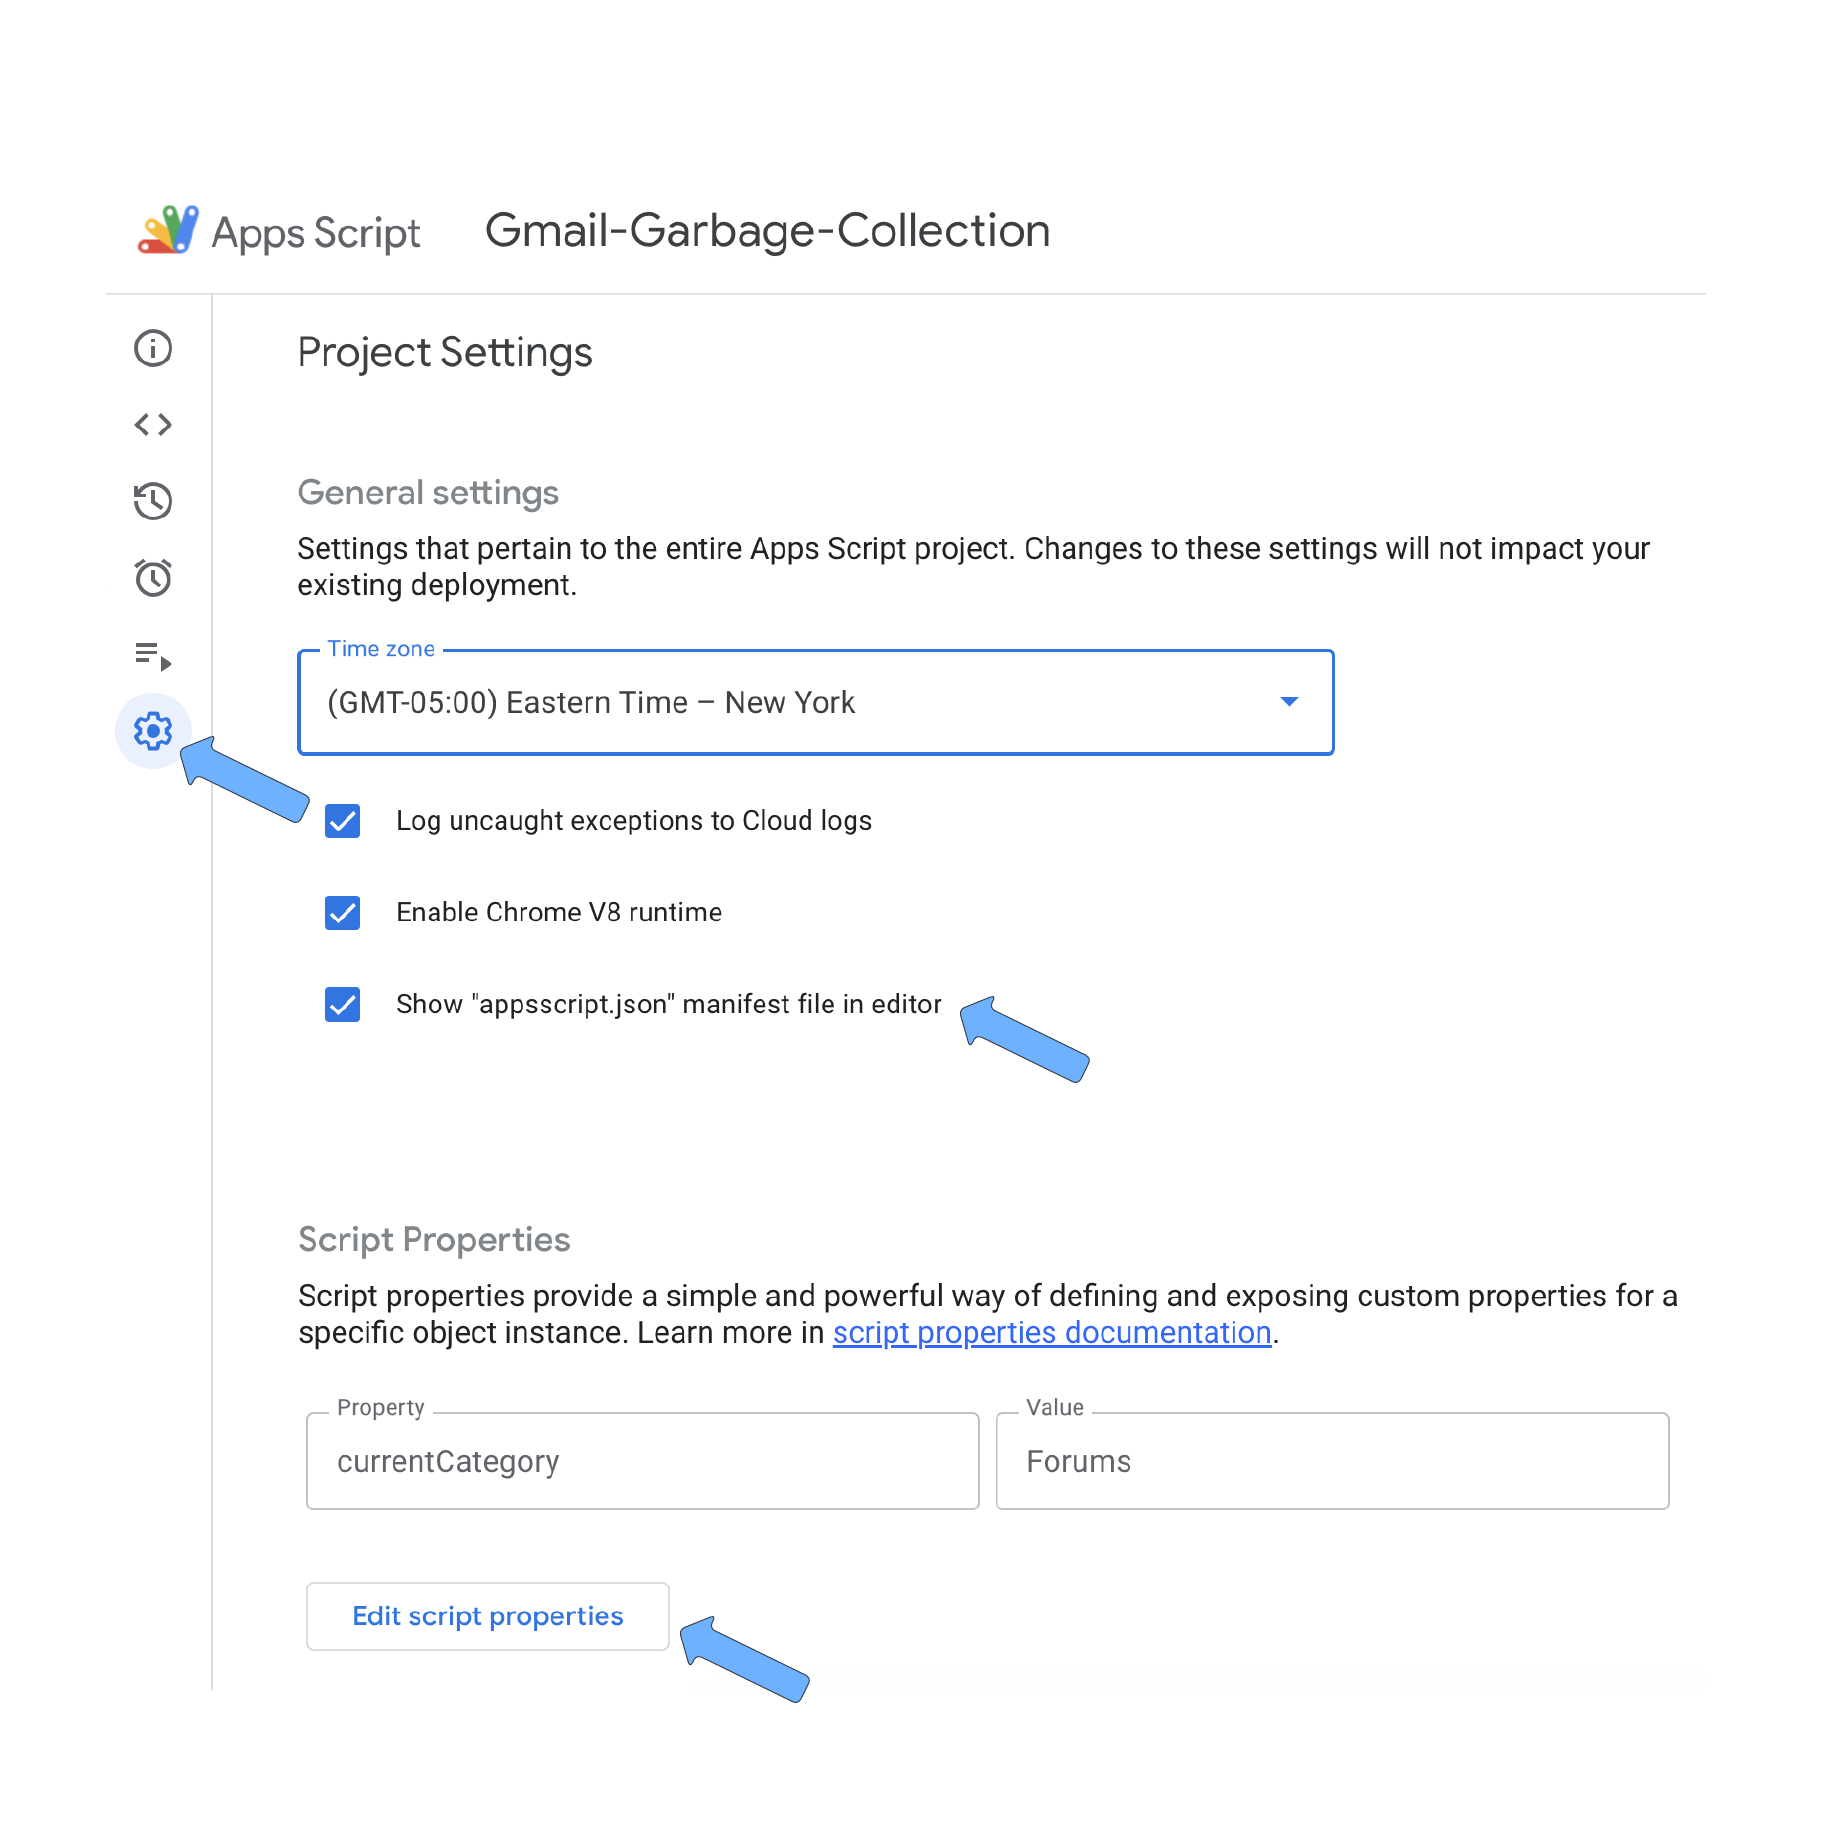 Apps Script
Gmail-Garbage-Collection
Project Settings
General settings
Settings that pertain to the entire Apps Script project. Changes to these settings will not impact your
existing deployment.
Time zone
(GMT-05:00) Eastern Time – New York
Log uncaught exceptions to Cloud logs
Enable Chrome V8 runtime
Show "appsscript.json" manifest file in editor
Script Properties
Script properties provide a simple and powerful way of defining and exposing custom properties for a
specific object instance. Learn more in script properties documentation.
Property
currentCategory
Value
Forums
Edit script properties